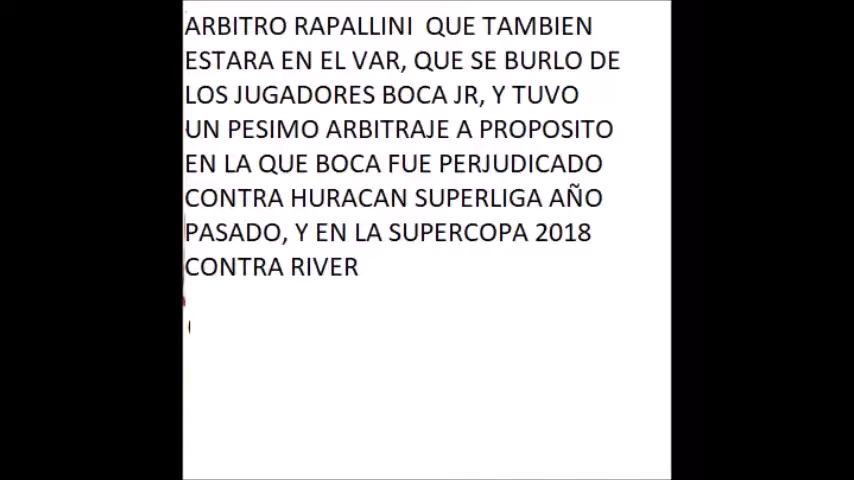 ARBITRO RAPALLINI  QUE TAMBIEN
ESTARA EN EL VAR, QUE SE BURLO DE
LOS JUGADORES BOCA JR, Y TUVO
UN PESIMO ARBITRAJE A PROPOSITO
EN LA QUE BOCA FUE PERJUDICADO
CONTRA HURACAN SUPERLIGA AÑO
PASADO, Y EN LA SUPERCOPA 2018
CONTRA RIVER